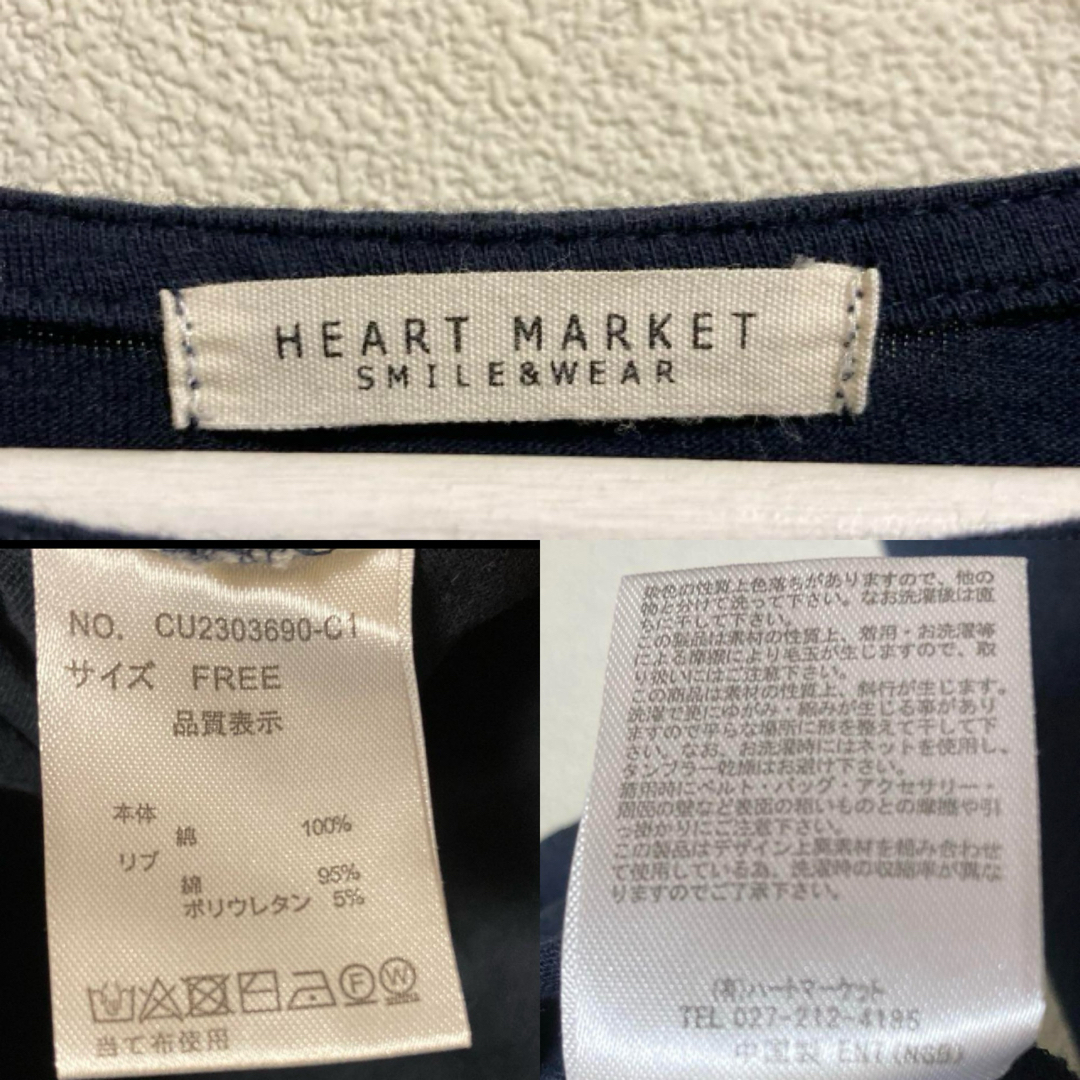 HEART MARKET
SMILE&WEAR
NO. CU2303690-C1
サイズ FREE
品質表示
本体
綿 100%
リブ
綿 95%
ポリウレタン 5%
当て布使用
染色の性質上色落ちがありますので、他の
物と分けて洗って下さい。なお洗濯後は直
ちに干して下さい。
この製品は素材の性質上、着用・お洗濯等
による摩擦により毛玉が生じますので、取
り扱いにはご注意下さい。
この商品は素材の性質上、斜行が生じます。
洗濯で更にゆがみ・縮みが生じる事があり
ますので平らな場所に形を整えて干して下
さい。なお、お洗濯時にはネットを使用し、
タンブラー乾燥はお避け下さい。
着用時にベルト・バッグ・アクセサリー・
周囲の壁など表面の粗いものとの摩擦や引
っ掛かりにご注意下さい。
この製品はデザイン上異素材を組み合わせ
て使用している為、洗濯時の収縮率が異な
りますのでご了承下さい。
(有)ハートマーケット
TEL 027-212-4185
中国製 ENT(NSB)